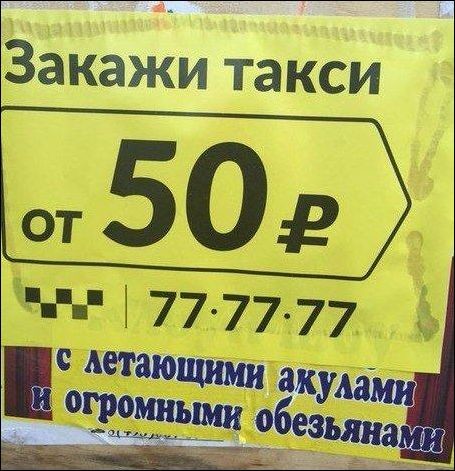 Закажи такси
от 50 ₽
77·77·77
с летающими акулами
и огромными обезьянами